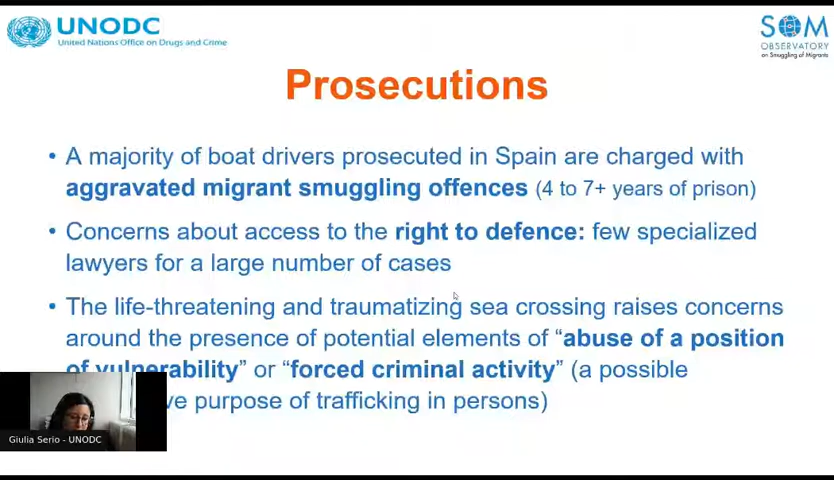 UNODC
United Nations Office on Drugs and Crime
SOM
OBSERVATORY
on Smuggling of Migrants
Prosecutions
• A majority of boat drivers prosecuted in Spain are charged with
aggravated migrant smuggling offences (4 to 7+ years of prison)
• Concerns about access to the right to defence: few specialized
lawyers for a large number of cases
• The life-threatening and traumatizing sea crossing raises concerns
around the presence of potential elements of “abuse of a position
of vulnerability” or “forced criminal activity” (a possible
ve purpose of trafficking in persons)
Giulia Serio - UNODC